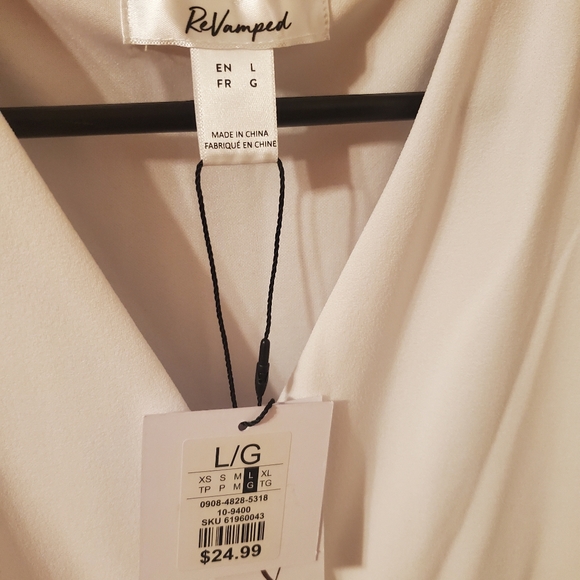 ReVamped
EN L
FR G
MADE IN CHINA
FABRIQUÉ EN CHINE
L/G
XS S M L XL
TP P M G TG
0908-4828-5318
10-9400
SKU 61960043
$24.99